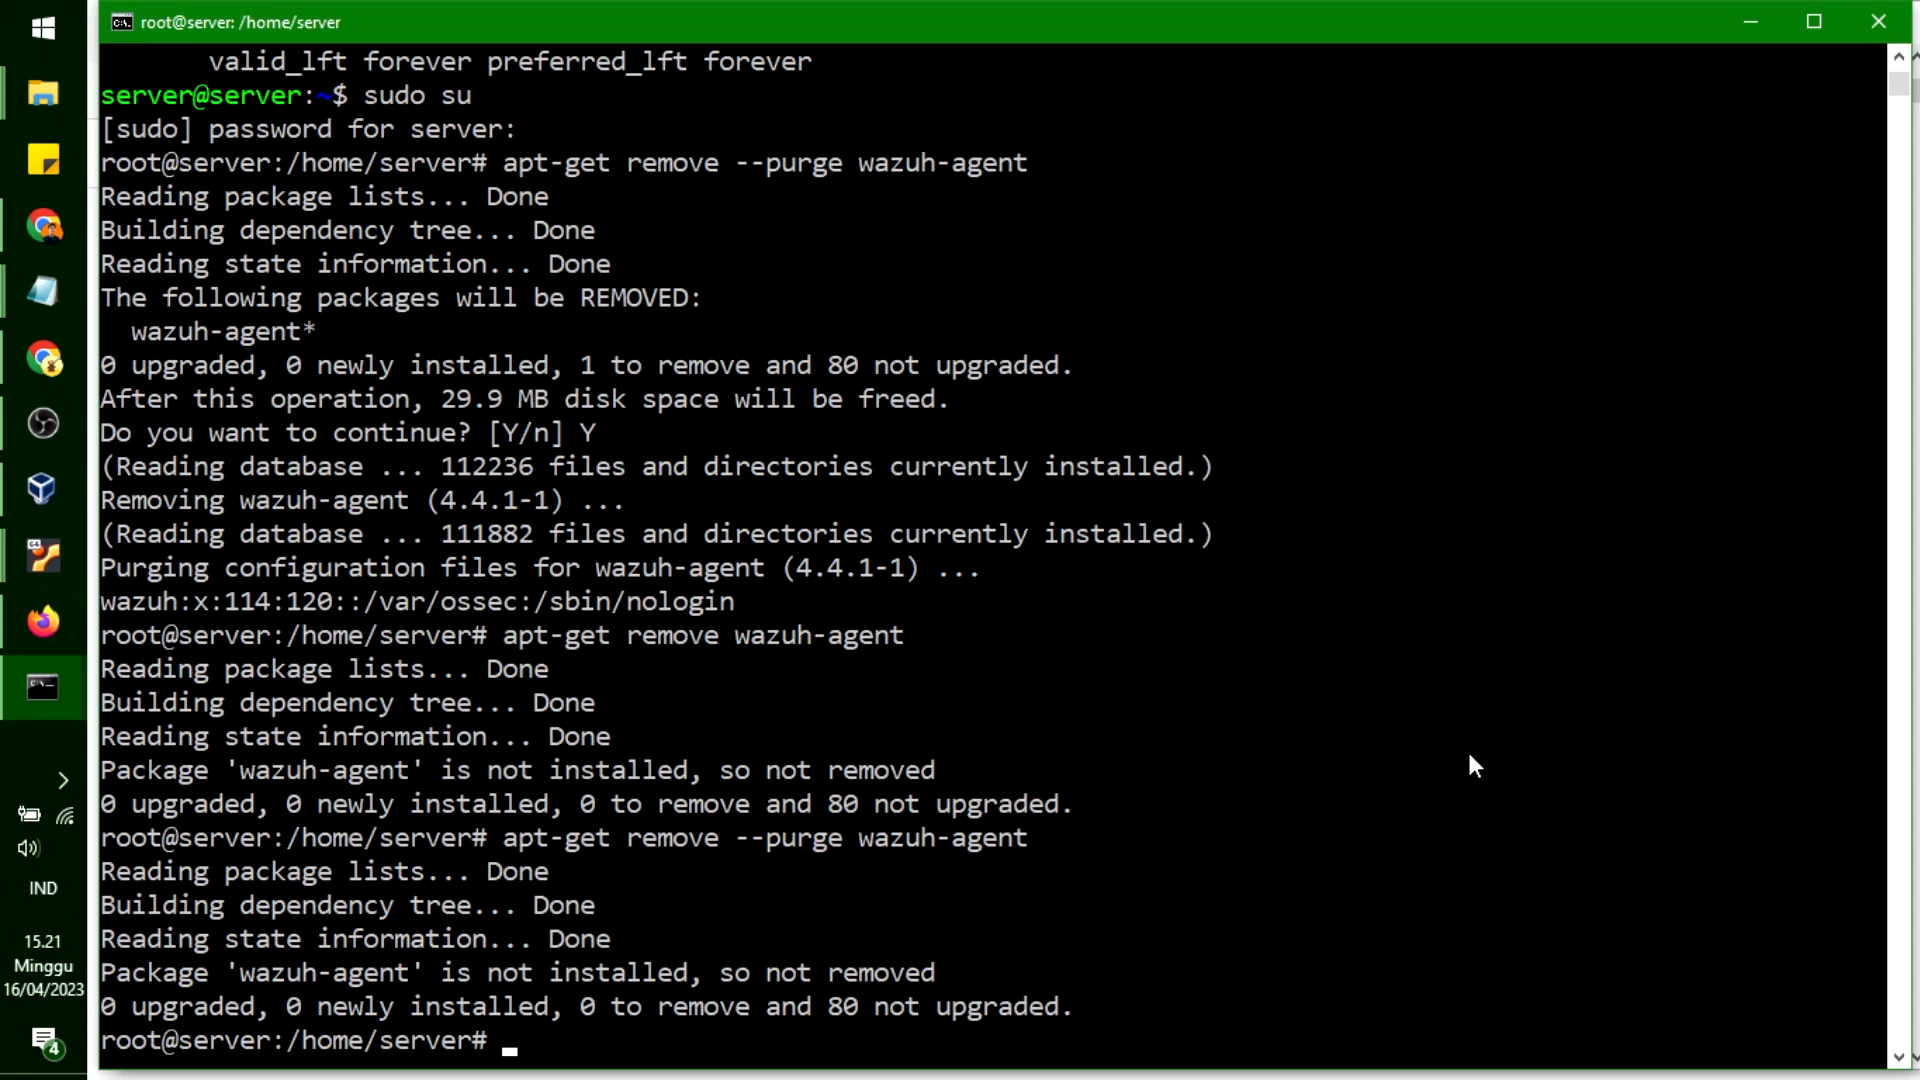 root@server: /home/server
valid_lft forever preferred_lft forever
server@server:~$ sudo su
[sudo] password for server:
root@server:/home/server# apt-get remove --purge wazuh-agent
Reading package lists... Done
Building dependency tree... Done
Reading state information... Done
The following packages will be REMOVED:
  wazuh-agent*
0 upgraded, 0 newly installed, 1 to remove and 80 not upgraded.
After this operation, 29.9 MB disk space will be freed.
Do you want to continue? [Y/n] Y
(Reading database ... 112236 files and directories currently installed.)
Removing wazuh-agent (4.4.1-1) ...
(Reading database ... 111882 files and directories currently installed.)
Purging configuration files for wazuh-agent (4.4.1-1) ...
wazuh:x:114:120::/var/ossec:/sbin/nologin
root@server:/home/server# apt-get remove wazuh-agent
Reading package lists... Done
Building dependency tree... Done
Reading state information... Done
Package 'wazuh-agent' is not installed, so not removed
0 upgraded, 0 newly installed, 0 to remove and 80 not upgraded.
root@server:/home/server# apt-get remove --purge wazuh-agent
Reading package lists... Done
Building dependency tree... Done
Reading state information... Done
Package 'wazuh-agent' is not installed, so not removed
0 upgraded, 0 newly installed, 0 to remove and 80 not upgraded.
root@server:/home/server#
IND
15.21
Minggu
16/04/2023
4